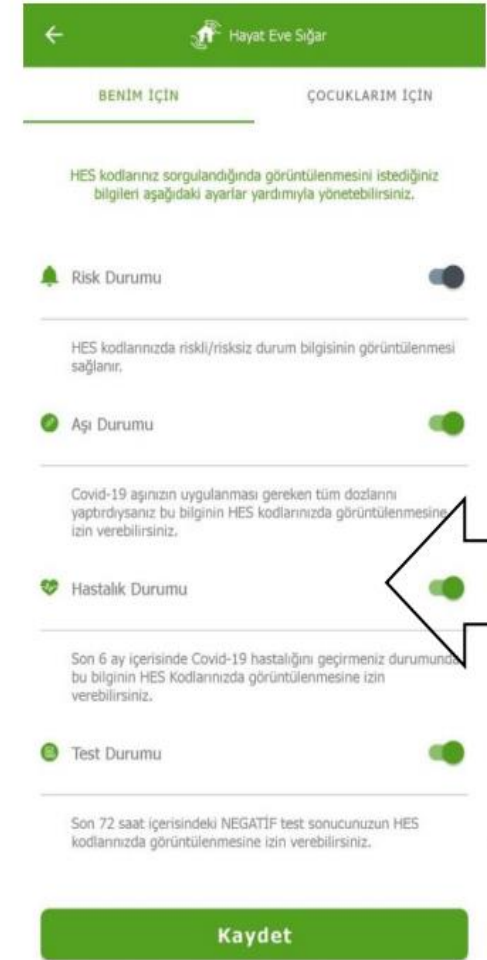 Hayat Eve Sığar
BENİM İÇİN
ÇOCUKLARIM İÇİN
HES kodlarınız sorgulandığında görüntülenmesini istediğiniz
bilgileri aşağıdaki ayarlar yardımıyla yönetebilirsiniz.
Risk Durumu
HES kodlarınızda riskli/risksiz durum bilgisinin görüntülenmesi
sağlanır.
Aşı Durumu
Covid-19 aşınızın uygulanması gereken tüm dozlarını
yaptırdıysanız bu bilginin HES kodlarınızda görüntülenmesine
izin verebilirsiniz.
Hastalık Durumu
Son 6 ay içerisinde Covid-19 hastalığını geçirmeniz durumunda
bu bilginin HES Kodlarınızda görüntülenmesine izin
verebilirsiniz.
Test Durumu
Son 72 saat içerisindeki NEGATİF test sonucunuzun HES
kodlarınızda görüntülenmesine izin verebilirsiniz.
Kaydet